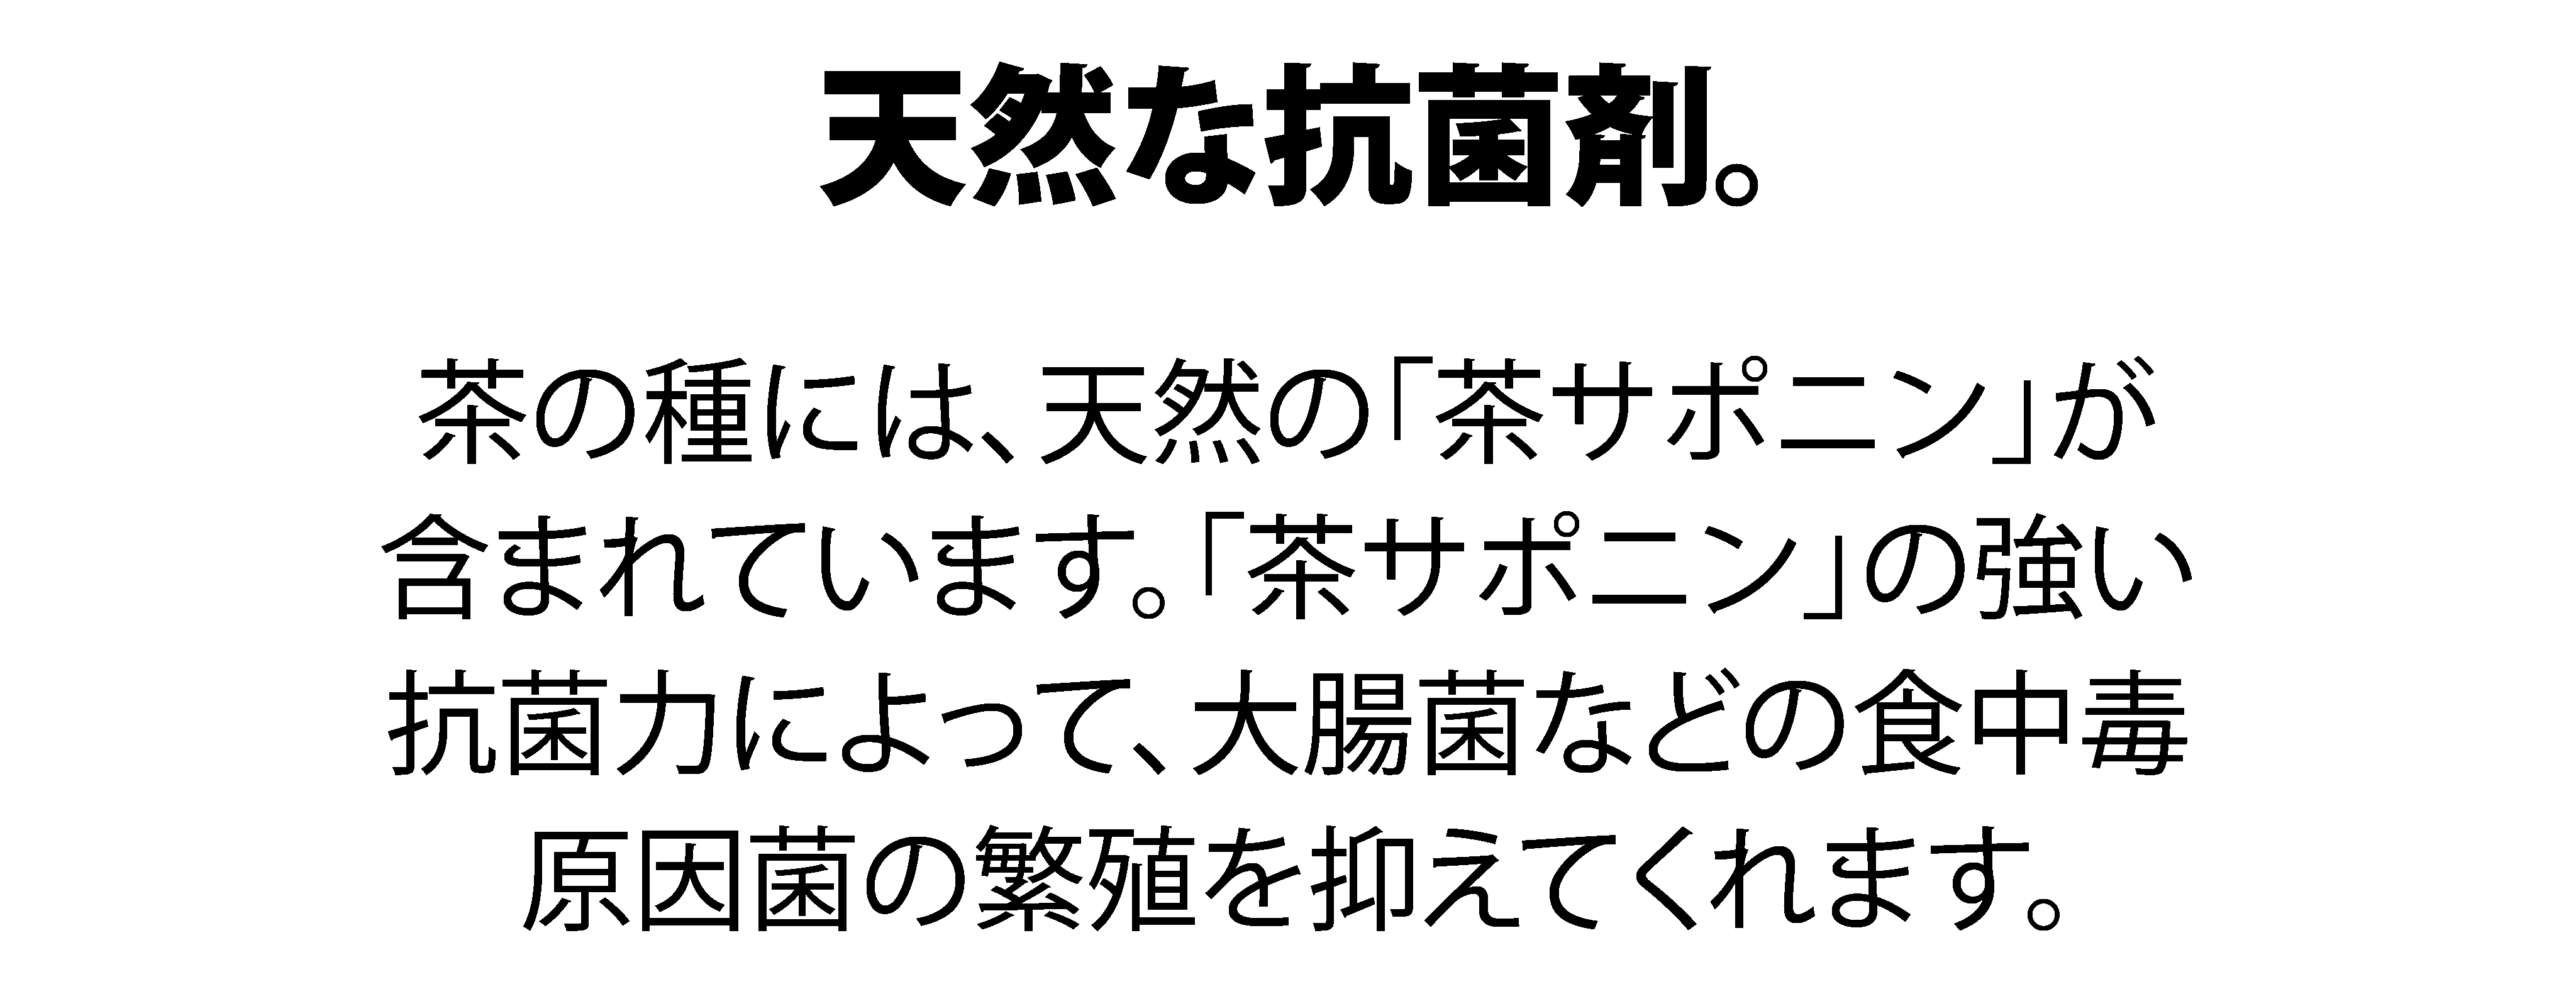 天然な抗菌剤。
茶の種には、天然の「茶サポニン」が
含まれています。「茶サポニン」の強い
抗菌力によって、大腸菌などの食中毒
原因菌の繁殖を抑えてくれます。